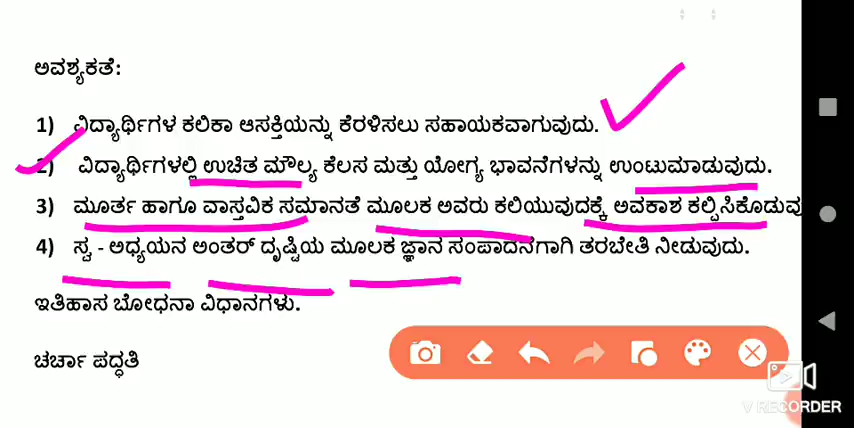 ಅವಶ್ಯಕತೆ:
1) ವಿದ್ಯಾರ್ಥಿಗಳ ಕಲಿಕಾ ಆಸಕ್ತಿಯನ್ನು ಕೆರಳಿಸಲು ಸಹಾಯಕವಾಗುವುದು.
2) ವಿದ್ಯಾರ್ಥಿಗಳಲ್ಲಿ ಉಚಿತ ಮೌಲ್ಯ ಕೆಲಸ ಮತ್ತು ಯೋಗ್ಯ ಭಾವನೆಗಳನ್ನು ಉಂಟುಮಾಡುವುದು.
3) ಮೂರ್ತ ಹಾಗೂ ವಾಸ್ತವಿಕ ಸಮಾನತೆ ಮೂಲಕ ಅವರು ಕಲಿಯುವುದಕ್ಕೆ ಅವಕಾಶ ಕಲ್ಪಿಸಿಕೊಡುವು
4) ಸ್ವ - ಅಧ್ಯಯನ ಅಂತರ್ ದೃಷ್ಟಿಯ ಮೂಲಕ ಜ್ಞಾನ ಸಂಪಾದನೆಗಾಗಿ ತರಬೇತಿ ನೀಡುವುದು.
ಇತಿಹಾಸ ಬೋಧನಾ ವಿಧಾನಗಳು.
ಚರ್ಚಾ ಪದ್ಧತಿ
V RECORDER